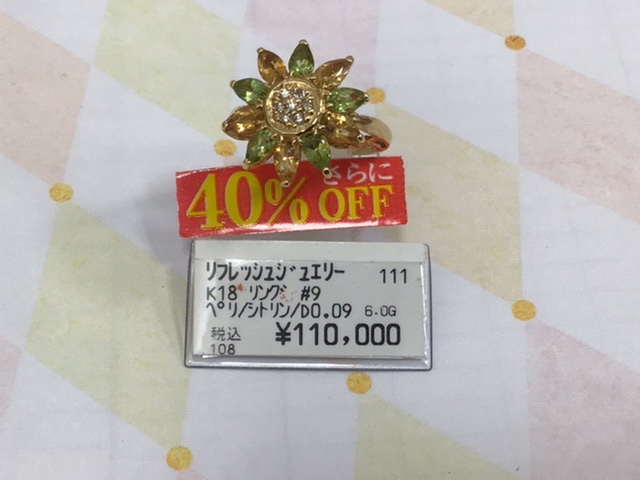 さらに
40% OFF
ﾘﾌﾚｯｼｭｼﾞｭｴﾘｰ 111
K18 ﾘﾝｸﾞ #9
ﾍﾟﾘ/ｼﾄﾘﾝ/D0.09 6.0G
税込 ¥110,000
108